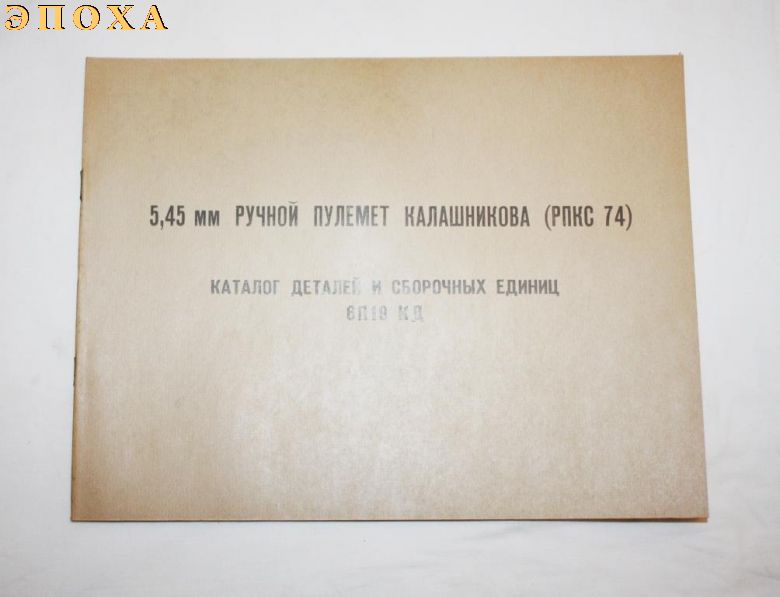 ЭПОХА
5,45 мм РУЧНОЙ ПУЛЕМЕТ КАЛАШНИКОВА (РПКС 74)
КАТАЛОГ ДЕТАЛЕЙ И СБОРОЧНЫХ ЕДИНИЦ
6П19 КД